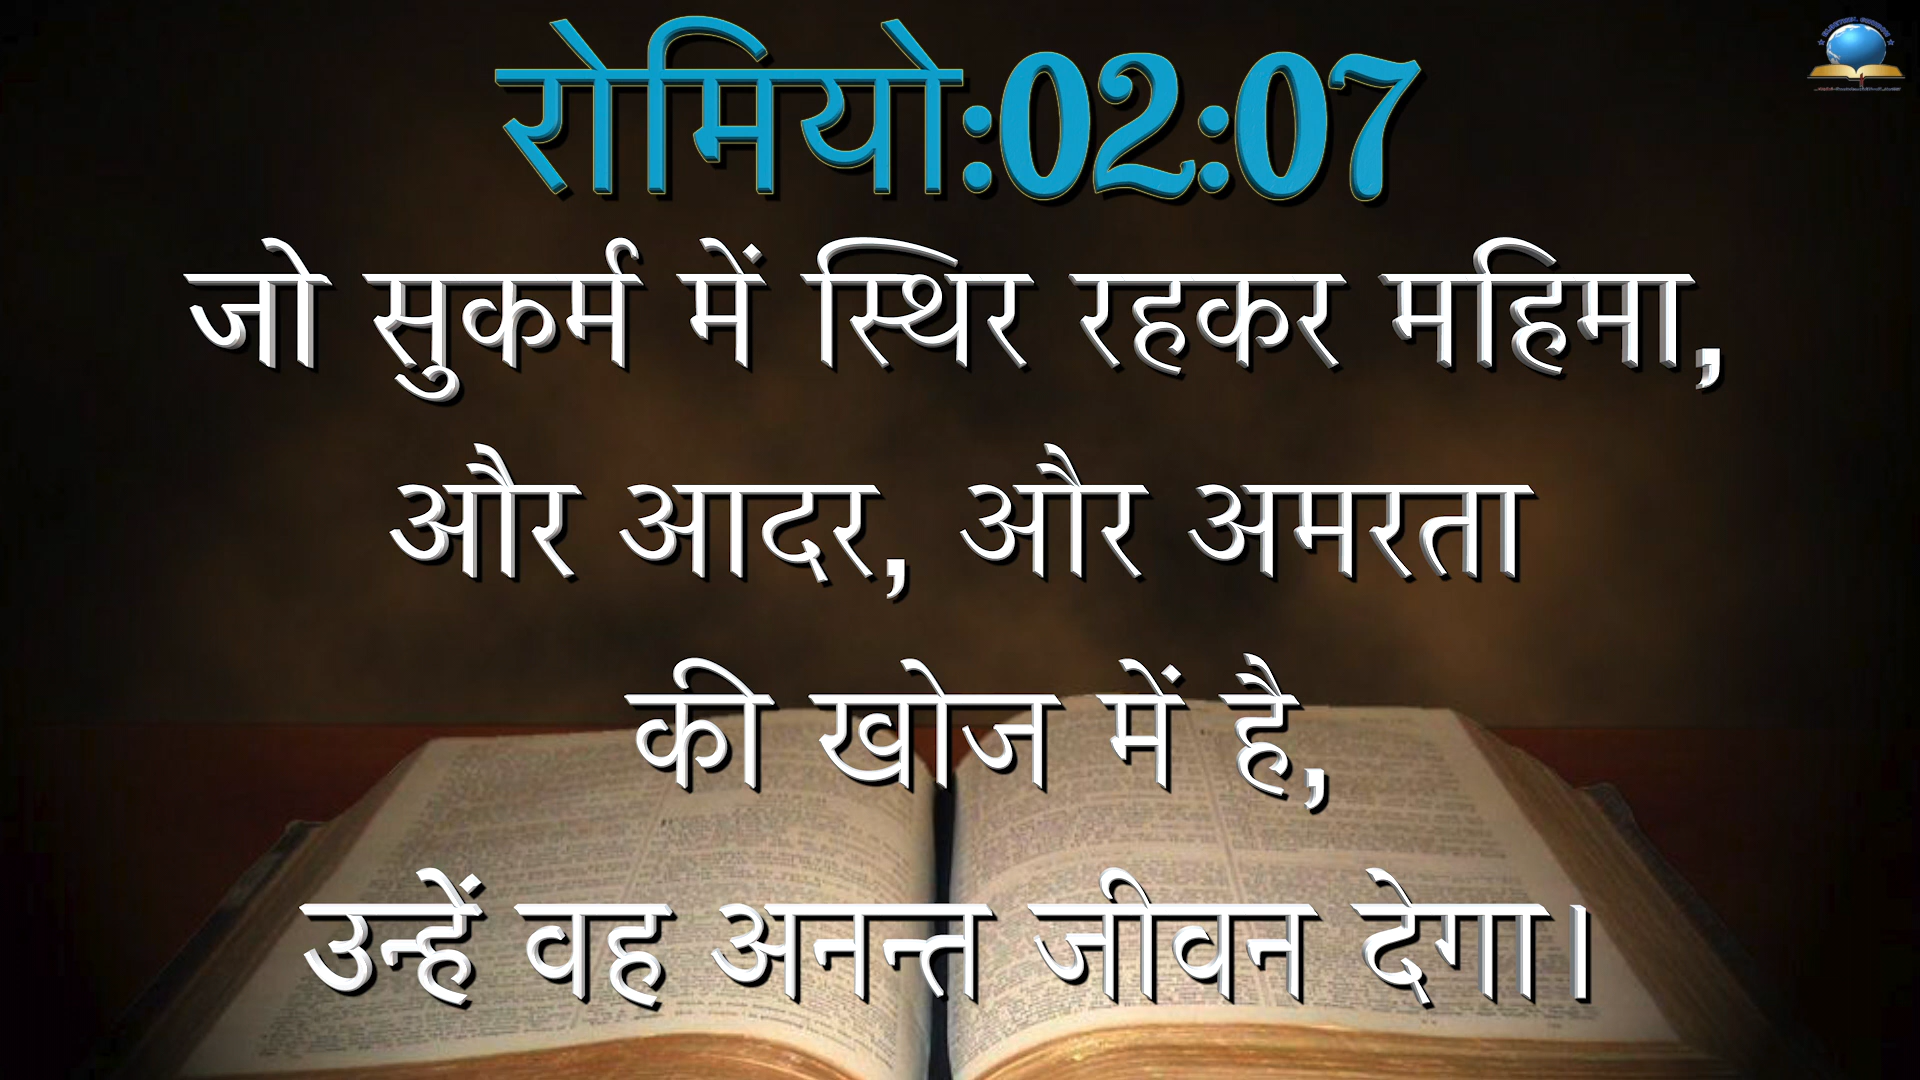 रोमियो:02:07
जो सुकर्म में स्थिर रहकर महिमा,
और आदर, और अमरता
की खोज में है,
उन्हें वह अनन्त जीवन देगा।